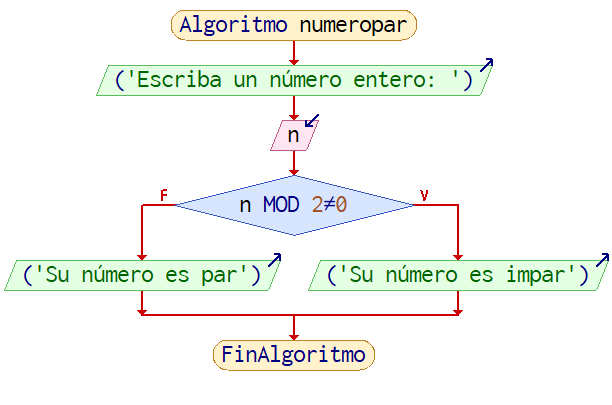 Algoritmo numeropar
('Escriba un número entero: ')
n
n MOD 2≠0
F
V
('Su número es par')
('Su número es impar')
FinAlgoritmo